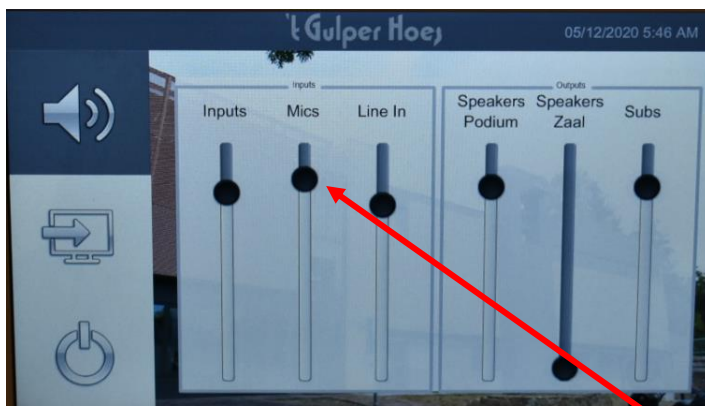 't Gulper Hoes
05/12/2020 5:46 AM
Inputs
Outputs
Inputs
Mics
Line In
Speakers
Podium
Speakers
Zaal
Subs